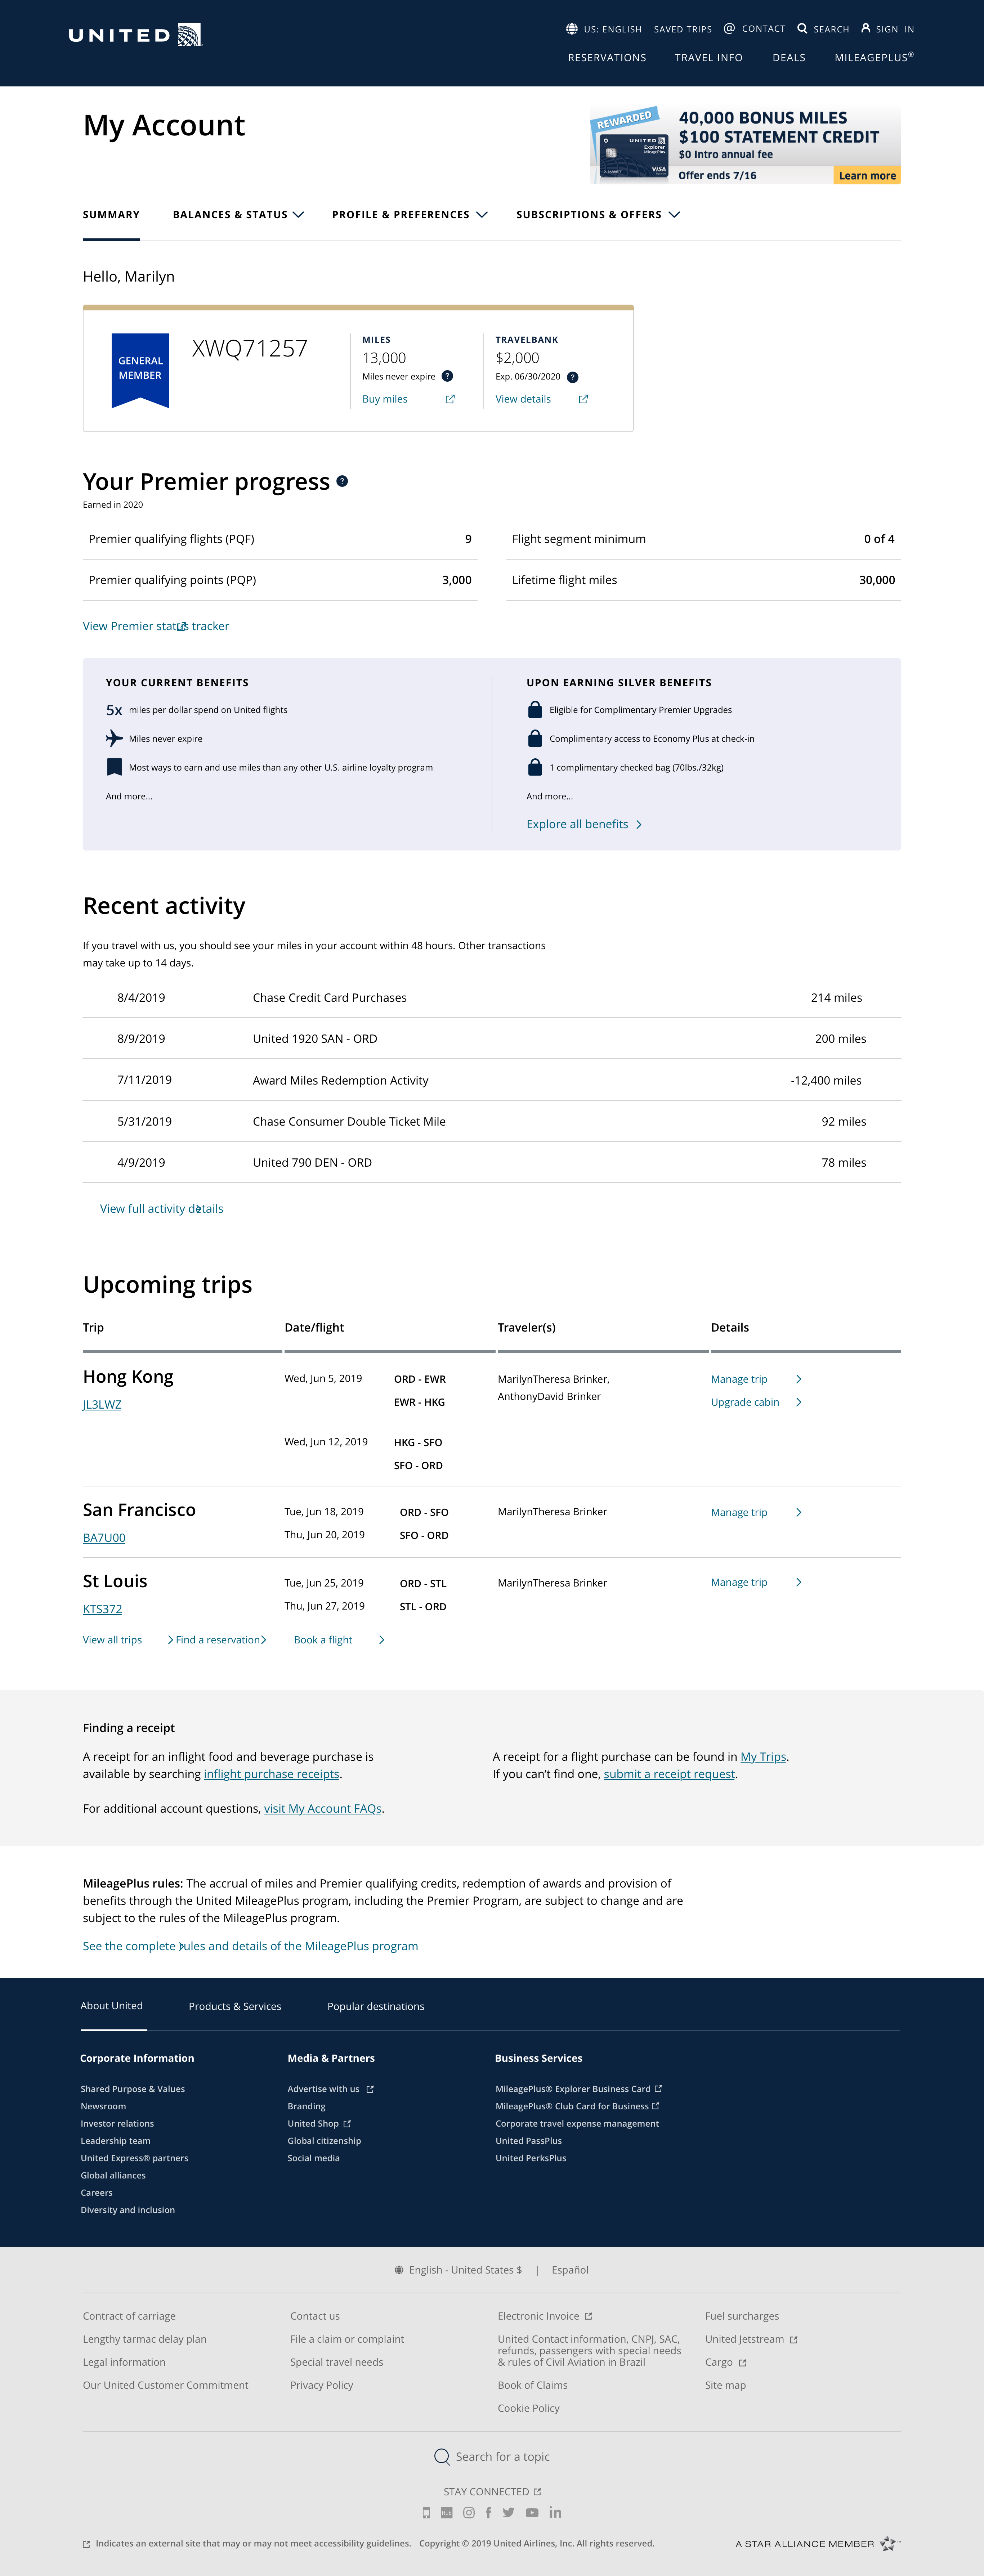 UNITED
US: ENGLISH SAVED TRIPS @ CONTACT SEARCH SIGN IN
RESERVATIONS TRAVEL INFO DEALS MILEAGEPLUS®
My Account
REWARDED
UNITED
Explorer
MileagePlus
VISA
40,000 BONUS MILES
$100 STATEMENT CREDIT
$0 Intro annual fee
Offer ends 7/16 Learn more
SUMMARY BALANCES & STATUS PROFILE & PREFERENCES SUBSCRIPTIONS & OFFERS
Hello, Marilyn
GENERAL
MEMBER
XWQ71257
MILES
13,000
Miles never expire ?
Buy miles
TRAVELBANK
$2,000
Exp. 06/30/2020 ?
View details
Your Premier progress ?
Earned in 2020
Premier qualifying flights (PQF) 9
Flight segment minimum 0 of 4
Premier qualifying points (PQP) 3,000
Lifetime flight miles 30,000
View Premier status tracker
YOUR CURRENT BENEFITS
5x miles per dollar spend on United flights
Miles never expire
Most ways to earn and use miles than any other U.S. airline loyalty program
And more...
UPON EARNING SILVER BENEFITS
Eligible for Complimentary Premier Upgrades
Complimentary access to Economy Plus at check-in
1 complimentary checked bag (70lbs./32kg)
And more...
Explore all benefits
Recent activity
If you travel with us, you should see your miles in your account within 48 hours. Other transactions
may take up to 14 days.
8/4/2019 Chase Credit Card Purchases 214 miles
8/9/2019 United 1920 SAN - ORD 200 miles
7/11/2019 Award Miles Redemption Activity -12,400 miles
5/31/2019 Chase Consumer Double Ticket Mile 92 miles
4/9/2019 United 790 DEN - ORD 78 miles
View full activity details
Upcoming trips
Trip Date/flight Traveler(s) Details
Hong Kong
JL3LWZ
Wed, Jun 5, 2019 ORD - EWR
EWR - HKG
Wed, Jun 12, 2019 HKG - SFO
SFO - ORD
MarilynTheresa Brinker,
AnthonyDavid Brinker
Manage trip
Upgrade cabin
San Francisco
BA7U00
Tue, Jun 18, 2019 ORD - SFO
Thu, Jun 20, 2019 SFO - ORD
MarilynTheresa Brinker
Manage trip
St Louis
KTS372
Tue, Jun 25, 2019 ORD - STL
Thu, Jun 27, 2019 STL - ORD
MarilynTheresa Brinker
Manage trip
View all trips Find a reservation Book a flight
Finding a receipt
A receipt for an inflight food and beverage purchase is
available by searching inflight purchase receipts.
A receipt for a flight purchase can be found in My Trips.
If you can't find one, submit a receipt request.
For additional account questions, visit My Account FAQs.
MileagePlus rules: The accrual of miles and Premier qualifying credits, redemption of awards and provision of
benefits through the United MileagePlus program, including the Premier Program, are subject to change and are
subject to the rules of the MileagePlus program.
See the complete rules and details of the MileagePlus program
About United Products & Services Popular destinations
Corporate Information
Shared Purpose & Values
Newsroom
Investor relations
Leadership team
United Express® partners
Global alliances
Careers
Diversity and inclusion
Media & Partners
Advertise with us
Branding
United Shop
Global citizenship
Social media
Business Services
MileagePlus® Explorer Business Card
MileagePlus® Club Card for Business
Corporate travel expense management
United PassPlus
United PerksPlus
English - United States $ | Español
Contract of carriage
Lengthy tarmac delay plan
Legal information
Our United Customer Commitment
Contact us
File a claim or complaint
Special travel needs
Privacy Policy
Electronic Invoice
United Contact information, CNPJ, SAC,
refunds, passengers with special needs
& rules of Civil Aviation in Brazil
Book of Claims
Cookie Policy
Fuel surcharges
United Jetstream
Cargo
Site map
Search for a topic
STAY CONNECTED
Indicates an external site that may or may not meet accessibility guidelines. Copyright © 2019 United Airlines, Inc. All rights reserved.
A STAR ALLIANCE MEMBER